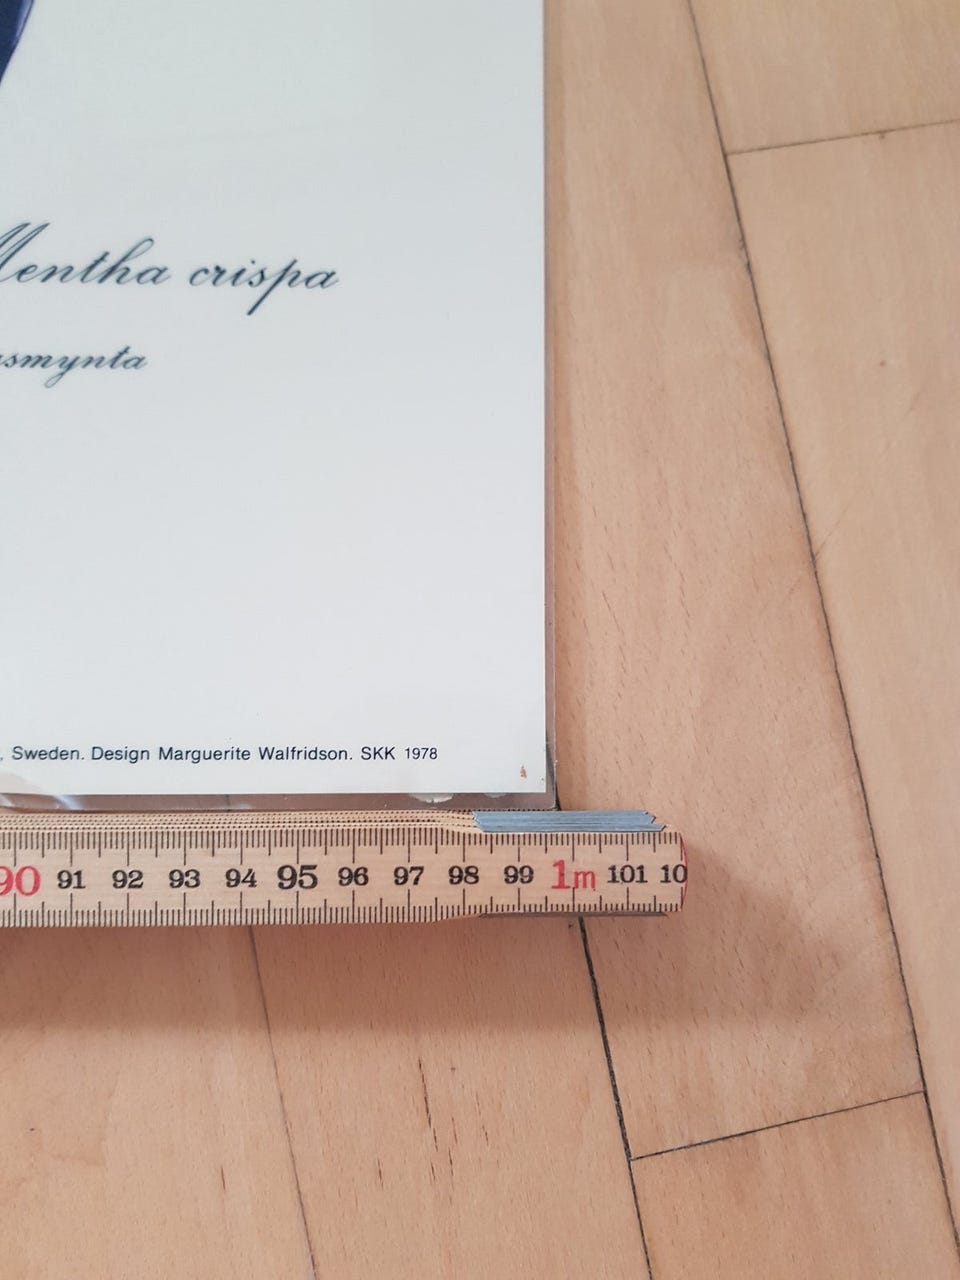 Mentha crispa
smynta
, Sweden. Design Marguerite Walfridson. SKK 1978
90 91 92 93 94 95 96 97 98 99 1m 101 10